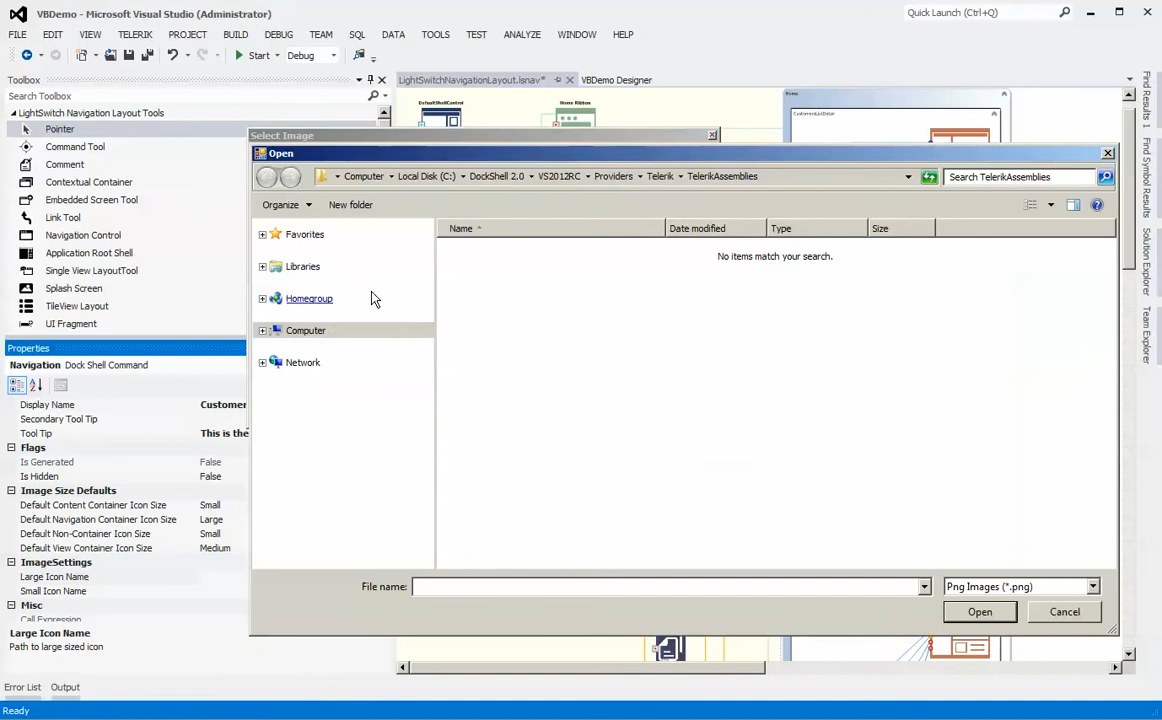 VBDemo - Microsoft Visual Studio (Administrator)
Quick Launch (Ctrl+Q)
FILE EDIT VIEW TELERIK PROJECT BUILD DEBUG TEAM SQL DATA TOOLS TEST ANALYZE WINDOW HELP
Start Debug
Toolbox
LightSwitchNavigationLayout.lsnav*
VBDemo Designer
Search Toolbox
LightSwitch Navigation Layout Tools
Pointer
Command Tool
Comment
Contextual Container
Embedded Screen Tool
Link Tool
Navigation Control
Application Root Shell
Single View LayoutTool
Splash Screen
TileView Layout
UI Fragment
DefaultShellControl
Home Ribbon
Home
CustomersListDetail
Find Results 1
Find Symbol Results
Solution Explorer
Team Explorer
Select Image
Open
Computer Local Disk (C:) DockShell 2.0 VS2012RC Providers Telerik TelerikAssemblies
Search TelerikAssemblies
Organize New folder
Favorites
Libraries
Homegroup
Computer
Network
Name Date modified Type Size
No items match your search.
File name:
Png Images (*.png)
Open Cancel
Properties
Navigation Dock Shell Command
Display Name Customer
Secondary Tool Tip
Tool Tip This is the
Flags
Is Generated False
Is Hidden False
Image Size Defaults
Default Content Container Icon Size Small
Default Navigation Container Icon Size Large
Default Non-Container Icon Size Small
Default View Container Icon Size Medium
ImageSettings
Large Icon Name
Small Icon Name
Misc
Call Expression
Large Icon Name
Path to large sized icon
Error List Output
Ready